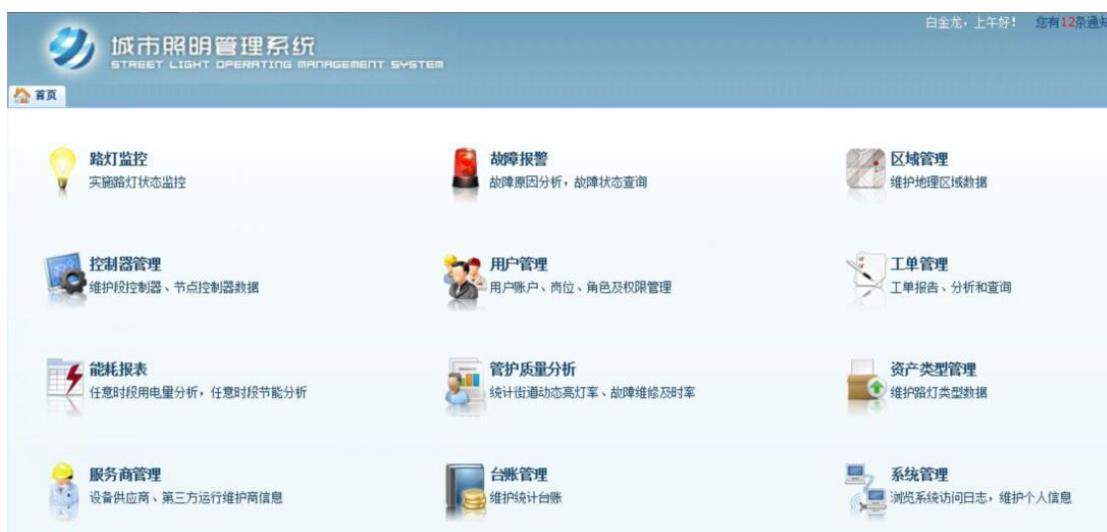 白金龙，上午好！ 您有12条通知
城市照明管理系统
STREET LIGHT OPERATING MANAGEMENT SYSTEM
首页
路灯监控
实施路灯状态监控
故障报警
故障原因分析，故障状态查询
区域管理
维护地理区域数据
控制器管理
维护段控制器、节点控制器数据
用户管理
用户账户、岗位、角色及权限管理
工单管理
工单报告、分析和查询
能耗报表
任意时段用电量分析，任意时段节能分析
管护质量分析
统计街道动态亮灯率、故障维修及时率
资产类型管理
维护路灯类型数据
服务商管理
设备供应商、第三方运行维护商信息
台账管理
维护统计台账
系统管理
浏览系统访问日志，维护个人信息